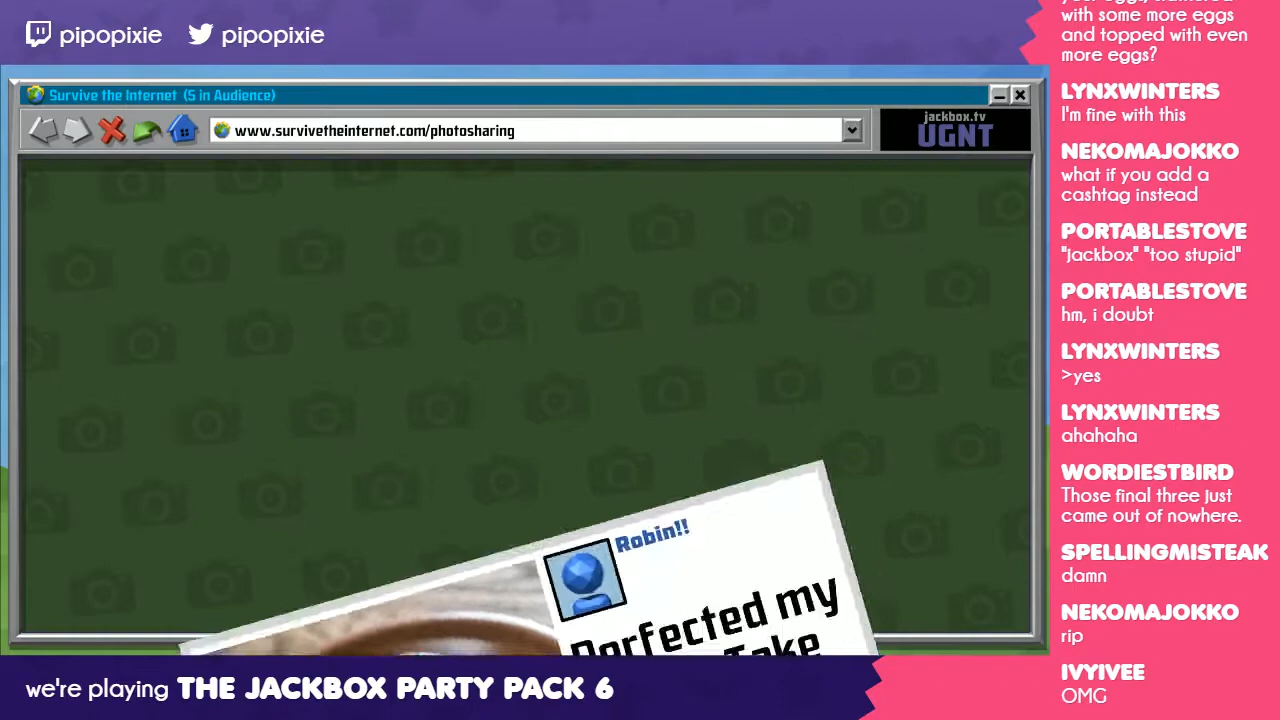 pipopixie pipopixie
Survive the Internet (5 in Audience)
www.survivetheinternet.com/photosharing
jackbox.tv
UGNT
Robin!!
Perfected my
Take
we're playing THE JACKBOX PARTY PACK 6
with some more eggs
and topped with even
more eggs?
LYNXWINTERS
I'm fine with this
NEKOMAJOKKO
what if you add a
cashtag instead
PORTABLESTOVE
"Jackbox" "too stupid"
PORTABLESTOVE
hm, i doubt
LYNXWINTERS
>yes
LYNXWINTERS
ahahaha
WORDIESTBIRD
Those final three just
came out of nowhere.
SPELLINGMISTEAK
damn
NEKOMAJOKKO
rip
IVYIVEE
OMG